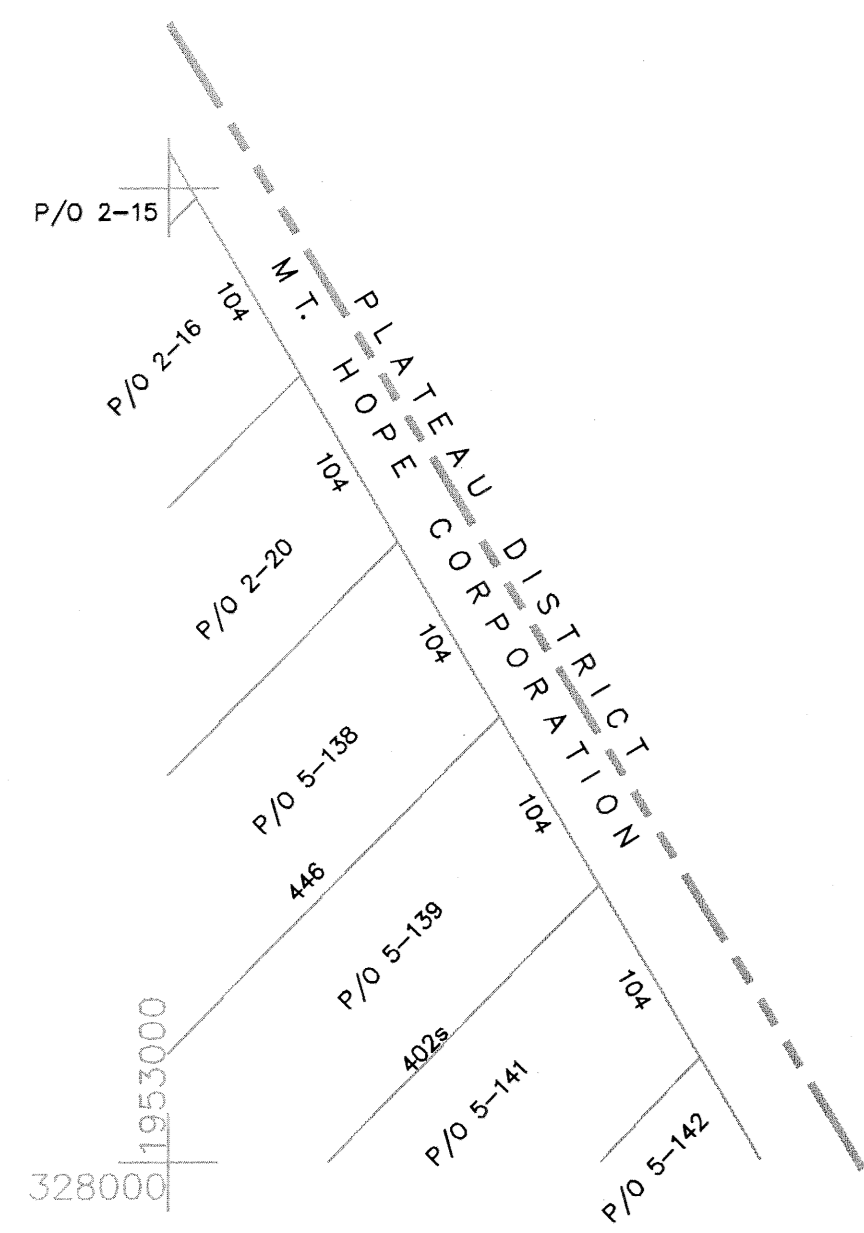 P/O 2-15
104
P/O 2-16
PLATEAU DISTRICT
MT. HOPE CORPORATION
104
P/O 2-20
104
P/O 5-138
104
446
P/O 5-139
104
402s
P/O 5-141
P/O 5-142
1953000
328000